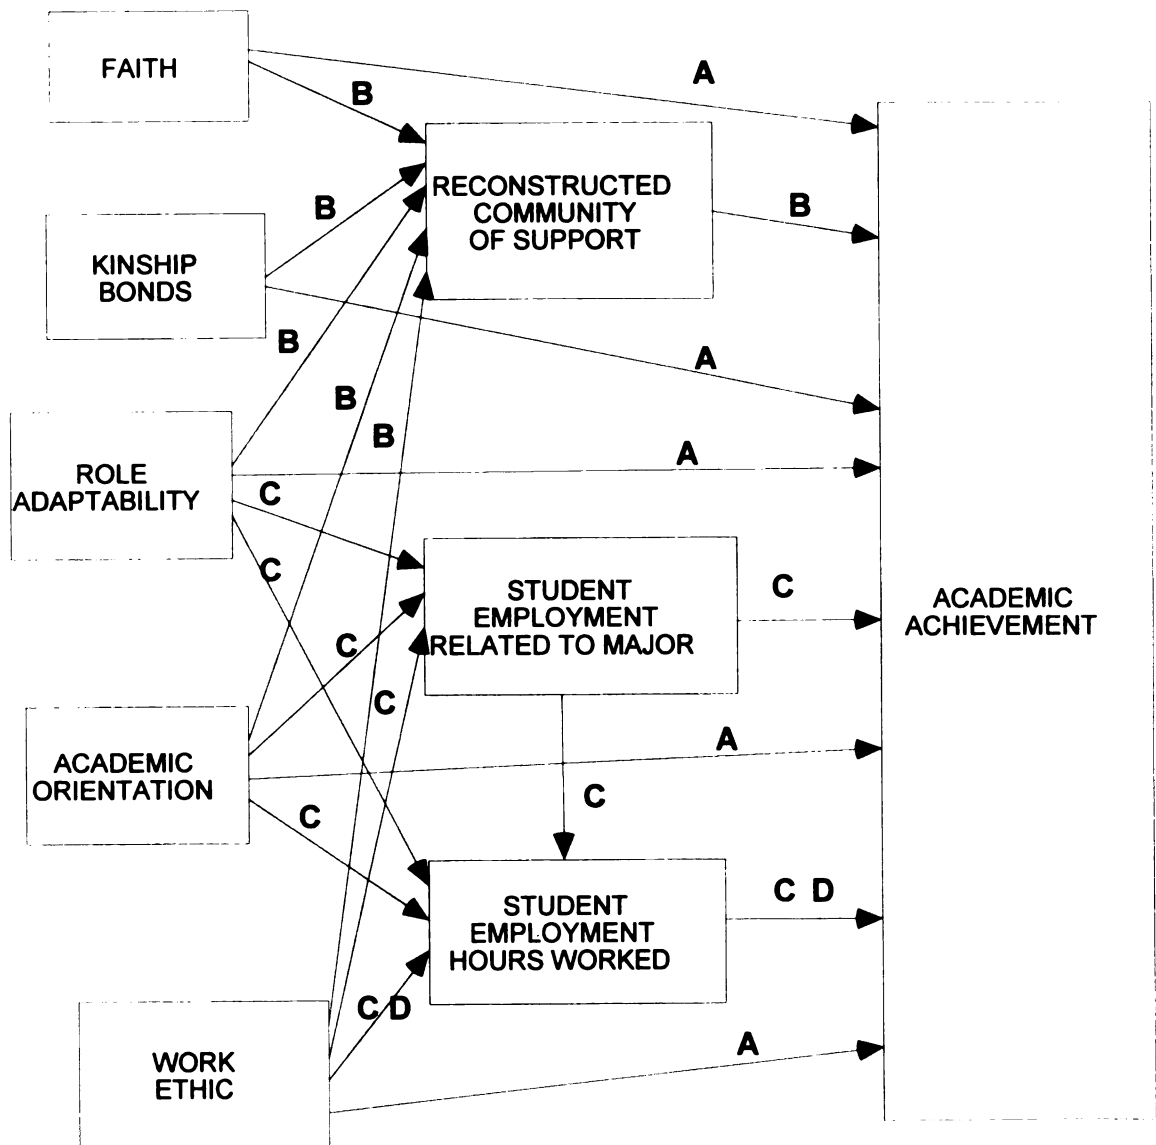 FAITH
A
B
RECONSTRUCTED
COMMUNITY
OF SUPPORT
B
B
KINSHIP
BONDS
B
A
B
B
A
ROLE
ADAPTABILITY
C
C
STUDENT
EMPLOYMENT
RELATED TO MAJOR
C
ACADEMIC
ACHIEVEMENT
C
C
A
ACADEMIC
ORIENTATION
C
C
STUDENT
EMPLOYMENT
HOURS WORKED
C D
C D
A
WORK
ETHIC